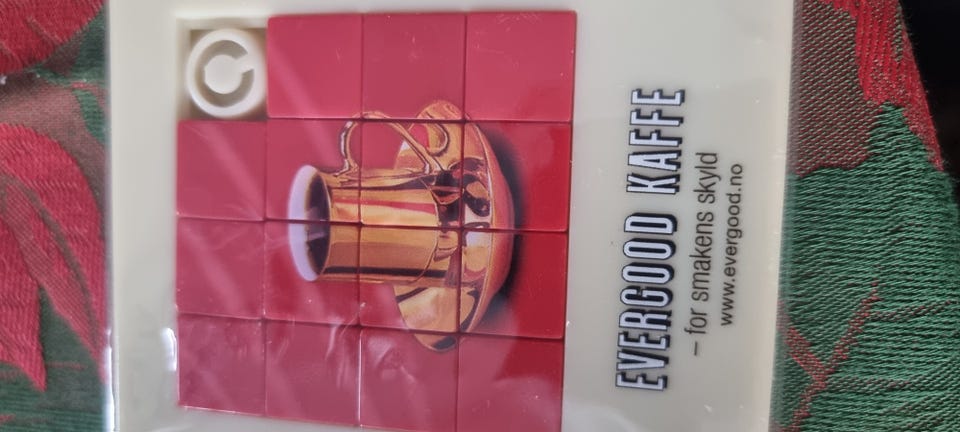 EVERGOOD KAFFE
– for smakens skyld
www.evergood.no